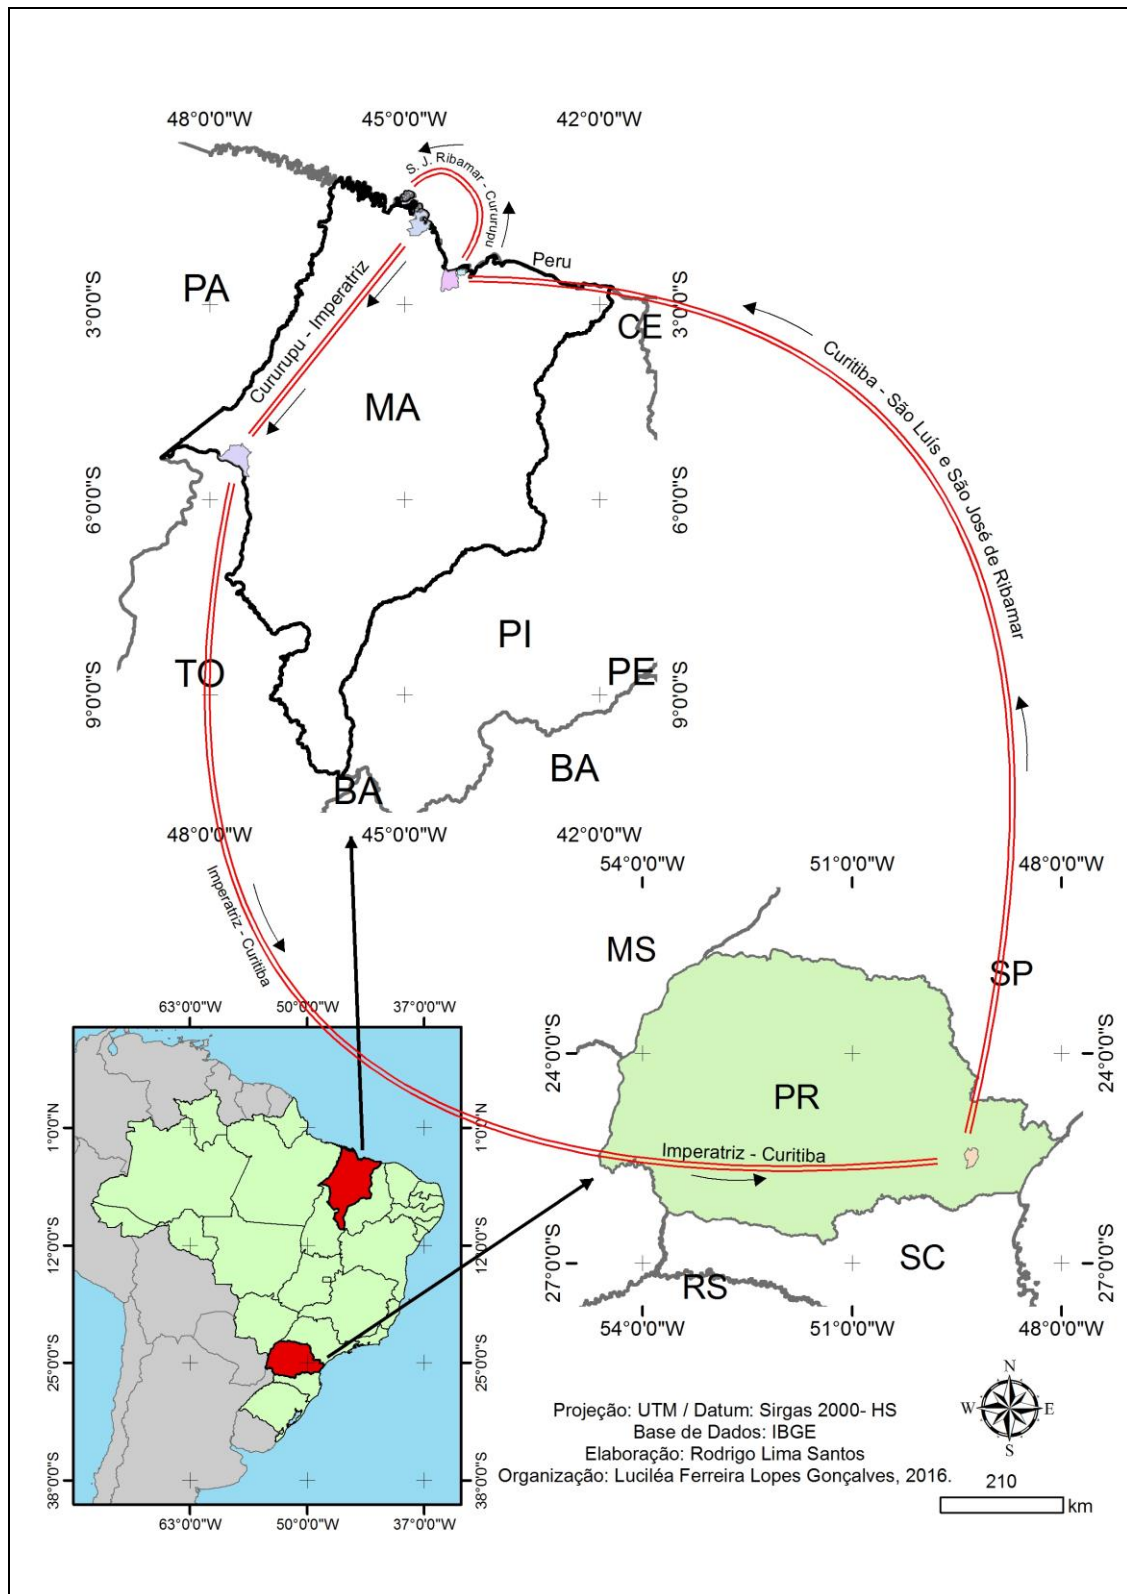 48°0'0"W 45°0'0"W 42°0'0"W
S. J. Ribamar - Cururupu
Peru
PA
3°0'0"S
Cururupu - Imperatriz
CE
3°0'0"S
Curitiba - São Luís e São José de Ribamar
MA
6°0'0"S
6°0'0"S
PI
TO
PE
9°0'0"S
9°0'0"S
BA
BA
48°0'0"W 45°0'0"W 42°0'0"W
54°0'0"W 51°0'0"W 48°0'0"W
Imperatriz - Curitiba
MS
SP
63°0'0"W 50°0'0"W 37°0'0"W
24°0'0"S
24°0'0"S
PR
1°0'0"N
1°0'0"N
Imperatriz - Curitiba
12°0'0"S
12°0'0"S
SC
27°0'0"S
27°0'0"S
RS
54°0'0"W 51°0'0"W 48°0'0"W
25°0'0"S
25°0'0"S
N
W E
S
Projeção: UTM / Datum: Sirgas 2000- HS
Base de Dados: IBGE
Elaboração: Rodrigo Lima Santos
Organização: Luciléa Ferreira Lopes Gonçalves, 2016.
210
km
38°0'0"S
38°0'0"S
63°0'0"W 50°0'0"W 37°0'0"W